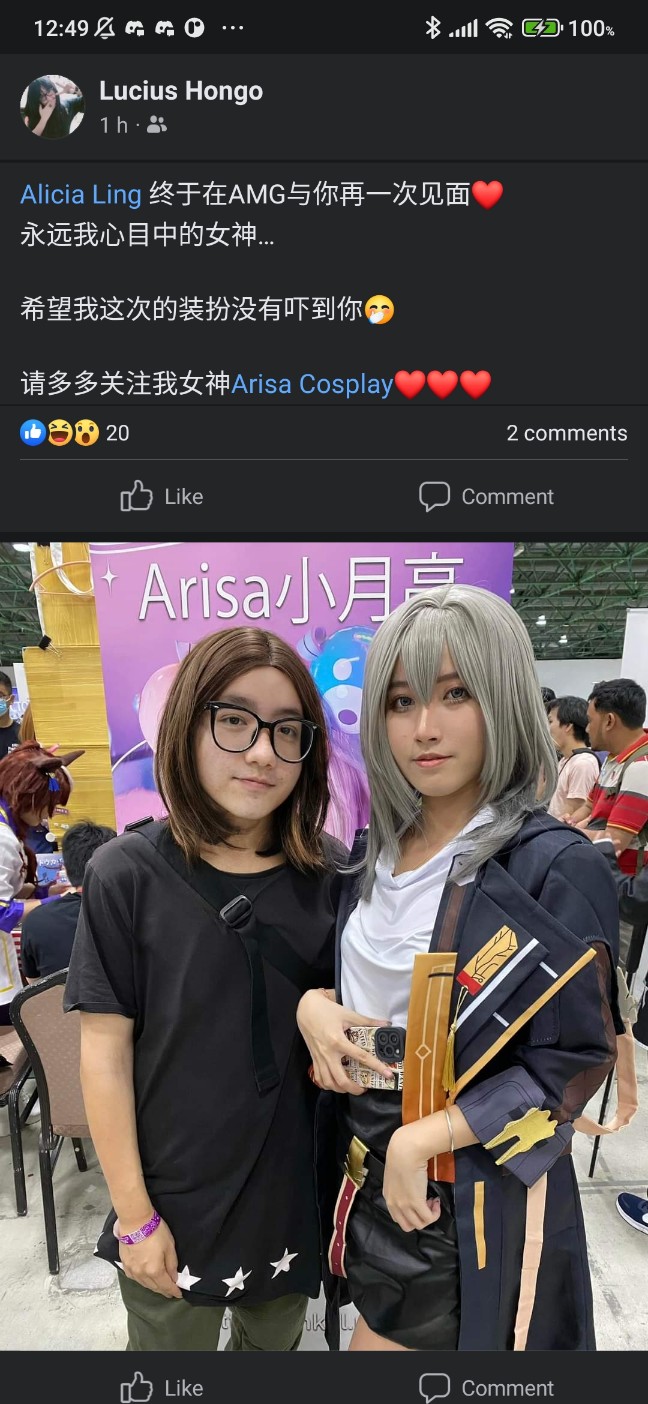 12:49 100%
Lucius Hongo
1 h
Alicia Ling 终于在AMG与你再一次见面❤️
永远我心目中的女神...
希望我这次的装扮没有吓到你🤭
请多多关注我女神Arisa Cosplay❤️❤️❤️
20 2 comments
Like Comment
Arisa小月亮
Like Comment